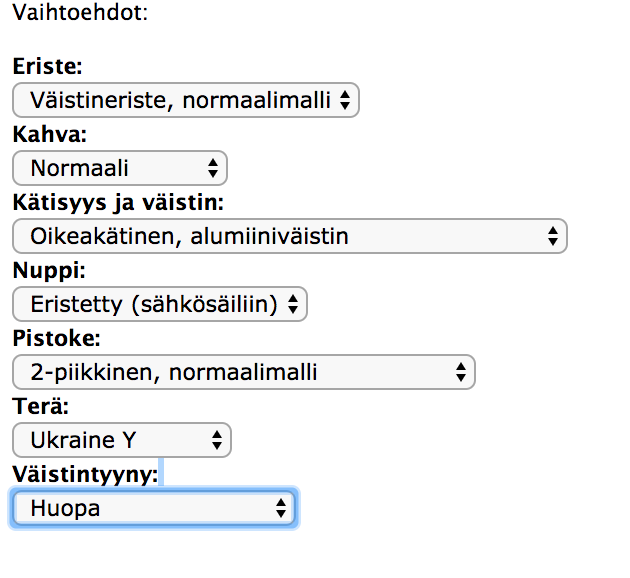 Vaihtoehdot:
Eriste:
Väistineriste, normaalimalli
Kahva:
Normaali
Kätisyys ja väistin:
Oikeakätinen, alumiiniväistin
Nuppi:
Eristetty (sähkösäiliin)
Pistoke:
2-piikkinen, normaalimalli
Terä:
Ukraine Y
Väistintyyny:
Huopa